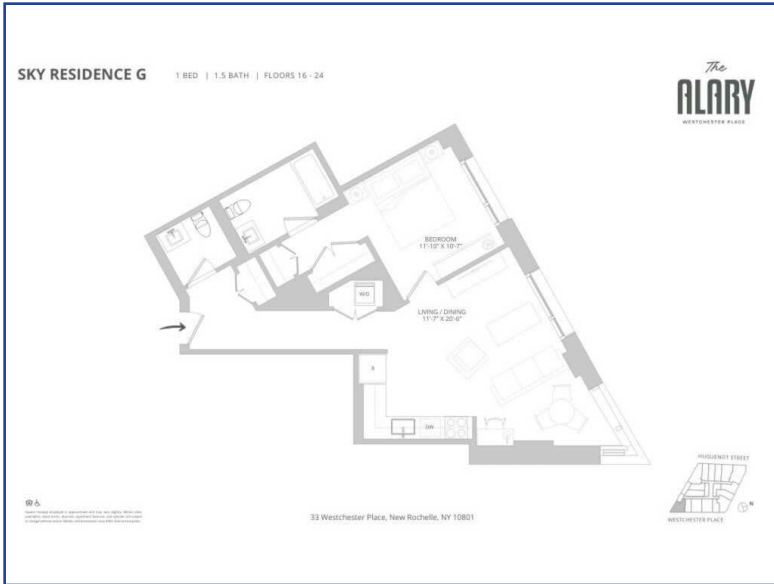 SKY RESIDENCE G
1 BED | 1.5 BATH | FLOORS 16 - 24
The
ALARY
WESTCHESTER PLACE
BEDROOM
11'-10" X 10'-7"
W/D
LIVING / DINING
11'-7" X 20'-6"
DW
HUGUENOT STREET
N
WESTCHESTER PLACE
33 Westchester Place, New Rochelle, NY 10801